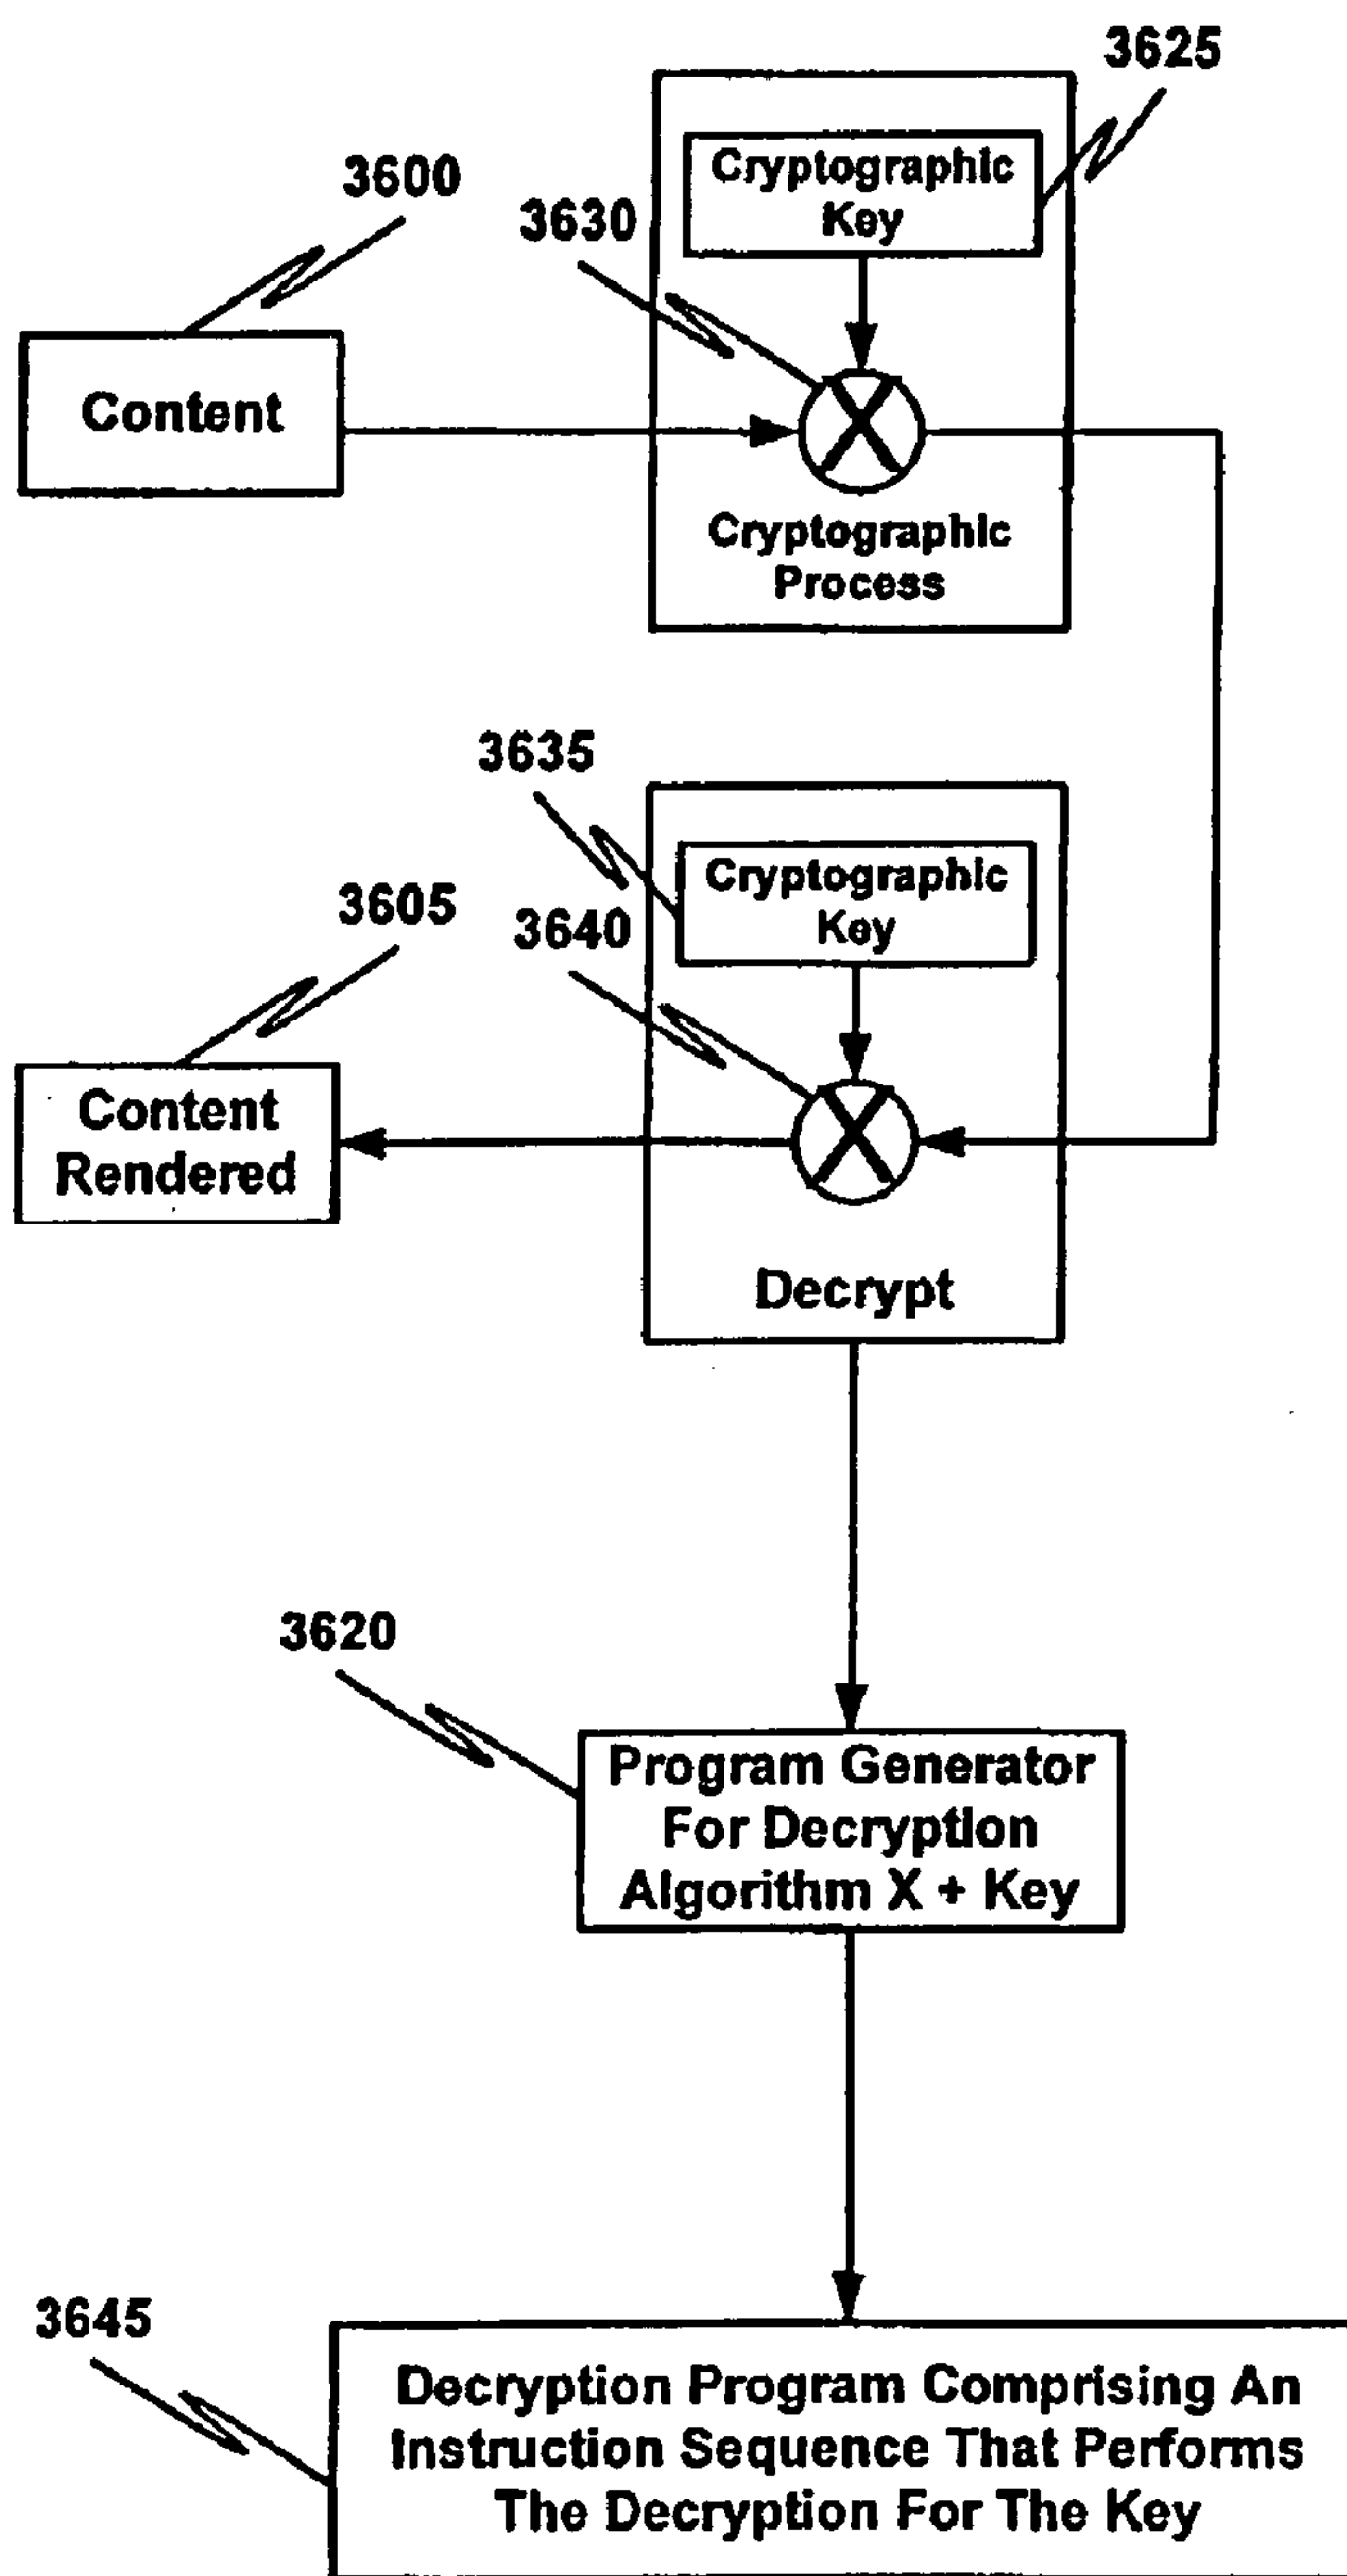 3625
Cryptographic
Key
3600
3630
Content
X
Cryptographic
Process
3635
Cryptographic
Key
3605
3640
Content
Rendered
X
Decrypt
3620
Program Generator
For Decryption
Algorithm X + Key
3645
Decryption Program Comprising An
Instruction Sequence That Performs
The Decryption For The Key